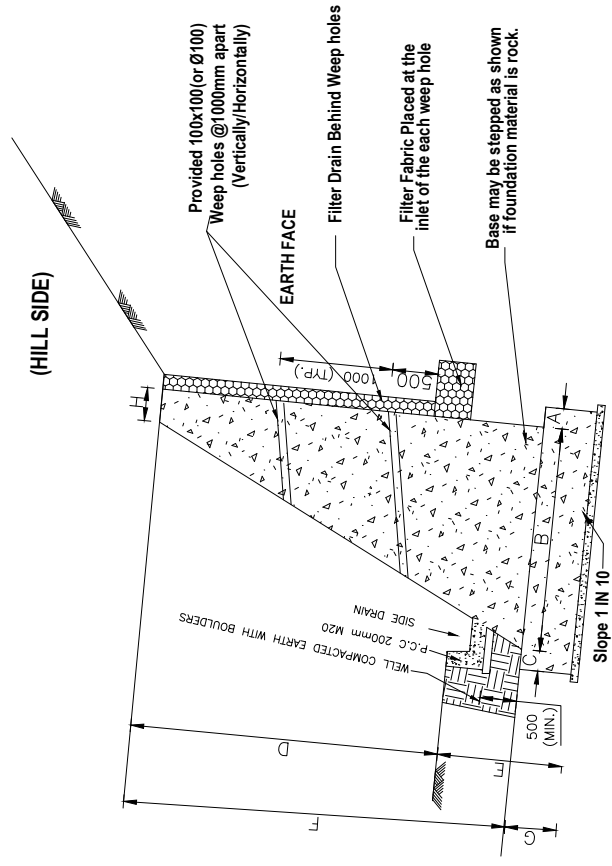 (HILL SIDE)
Provided 100x100(or Ø100)
Weep holes @1000mm apart
(Vertically/Horizontally)
EARTH FACE
Filter Drain Behind Weep holes
Filter Fabric Placed at the
inlet of the each weep hole
Base may be stepped as shown
if foundation material is rock.
H
1000 (TYP.)
500
A
B
C
Slope 1 IN 10
SIDE DRAIN
P.C.C 200mm M20
WELL COMPACTED EARTH WITH BOULDERS
500
(MIN.)
D
E
F
G